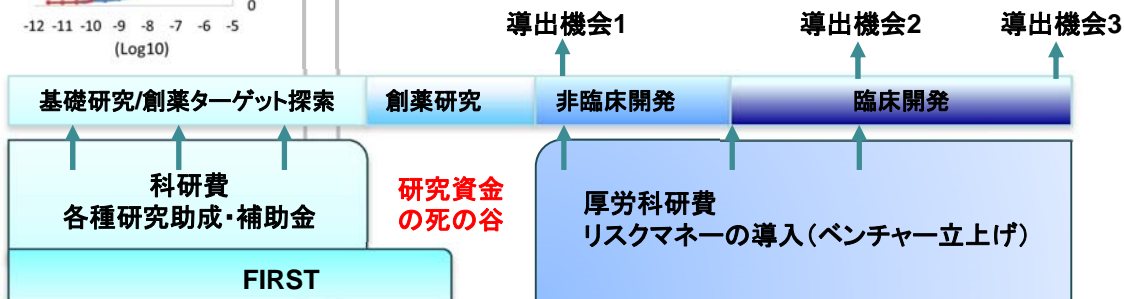 0
-12 -11 -10 -9 -8 -7 -6 -5
(Log10)
導出機会1 導出機会2 導出機会3
基礎研究/創薬ターゲット探索 創薬研究 非臨床開発 臨床開発
科研費
各種研究助成・補助金
研究資金
の死の谷
厚労科研費
リスクマネーの導入(ベンチャー立上げ)
FIRST